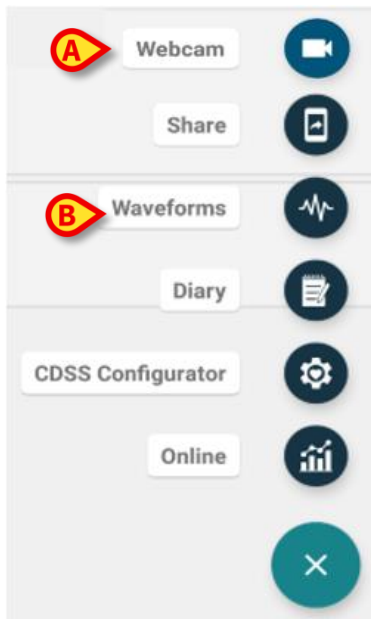 A
Webcam
Share
B
Waveforms
Diary
CDSS Configurator
Online